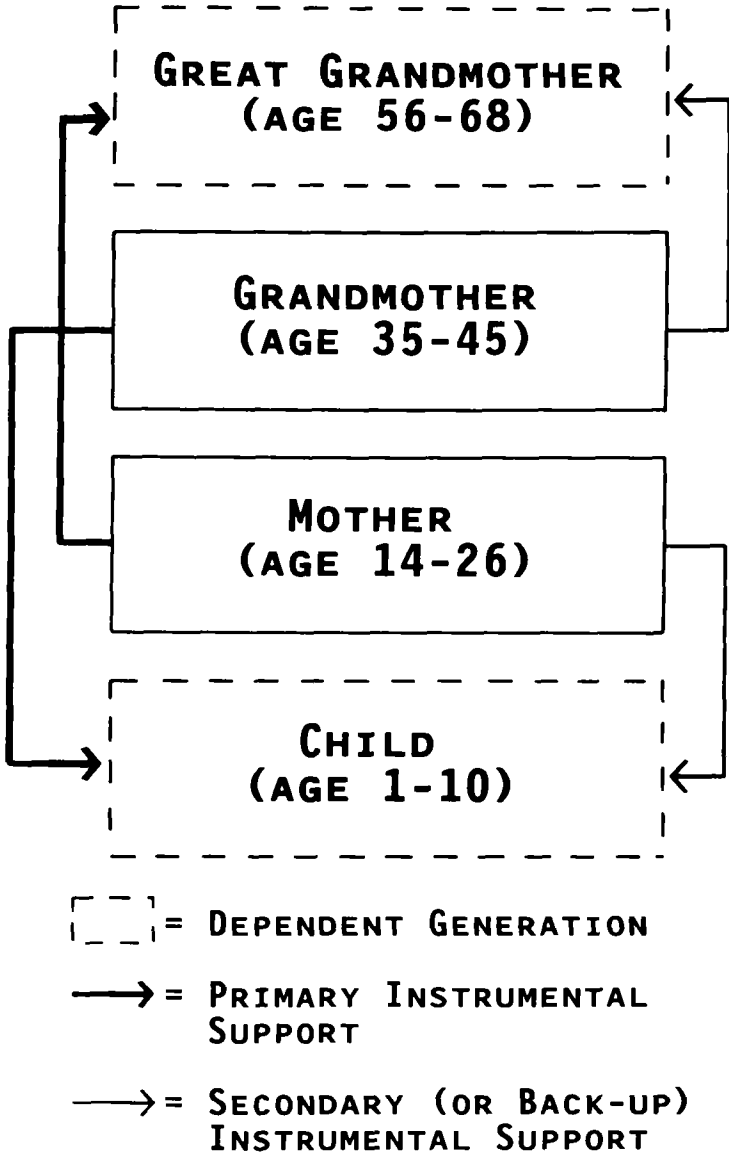 GREAT GRANDMOTHER
(AGE 56-68)
GRANDMOTHER
(AGE 35-45)
MOTHER
(AGE 14-26)
CHILD
(AGE 1-10)
= DEPENDENT GENERATION
= PRIMARY INSTRUMENTAL
SUPPORT
= SECONDARY (OR BACK-UP)
INSTRUMENTAL SUPPORT